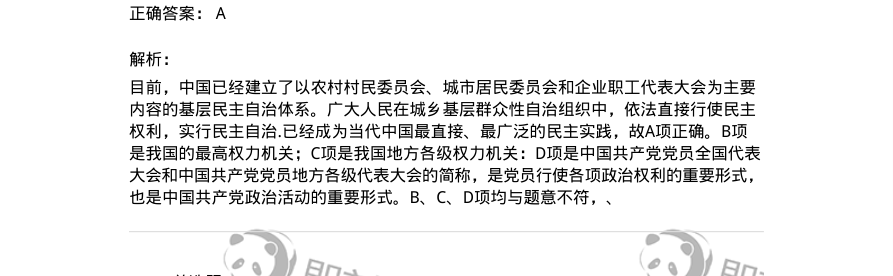 正确答案： A
解析：
目前，中国已经建立了以农村村民委员会、城市居民委员会和企业职工代表大会为主要
内容的基层民主自治体系。广大人民在城乡基层群众性自治组织中，依法直接行使民主
权利，实行民主自治.已经成为当代中国最直接、最广泛的民主实践，故A项正确。B项
是我国的最高权力机关；C项是我国地方各级权力机关：D项是中国共产党党员全国代表
大会和中国共产党党员地方各级代表大会的简称，是党员行使各项政治权利的重要形式，
也是中国共产党政治活动的重要形式。B、C、D项均与题意不符，、